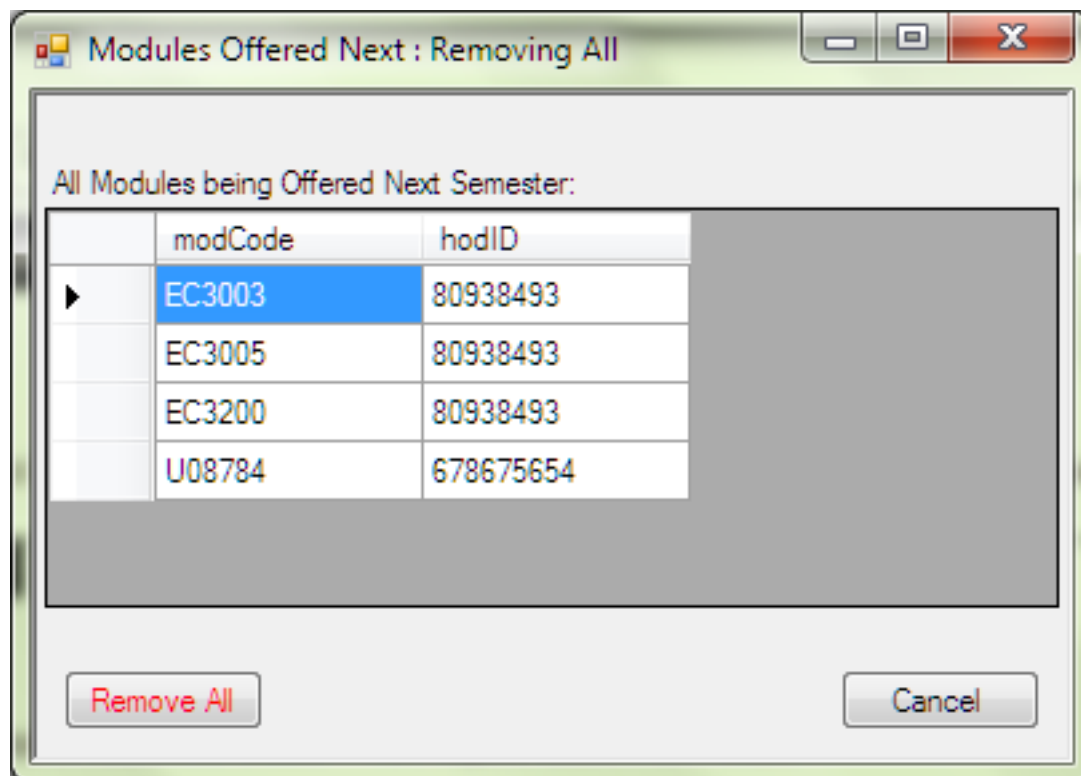 Modules Offered Next : Removing All
All Modules being Offered Next Semester:
modCode hodID
EC3003 80938493
EC3005 80938493
EC3200 80938493
U08784 678675654
Remove All Cancel